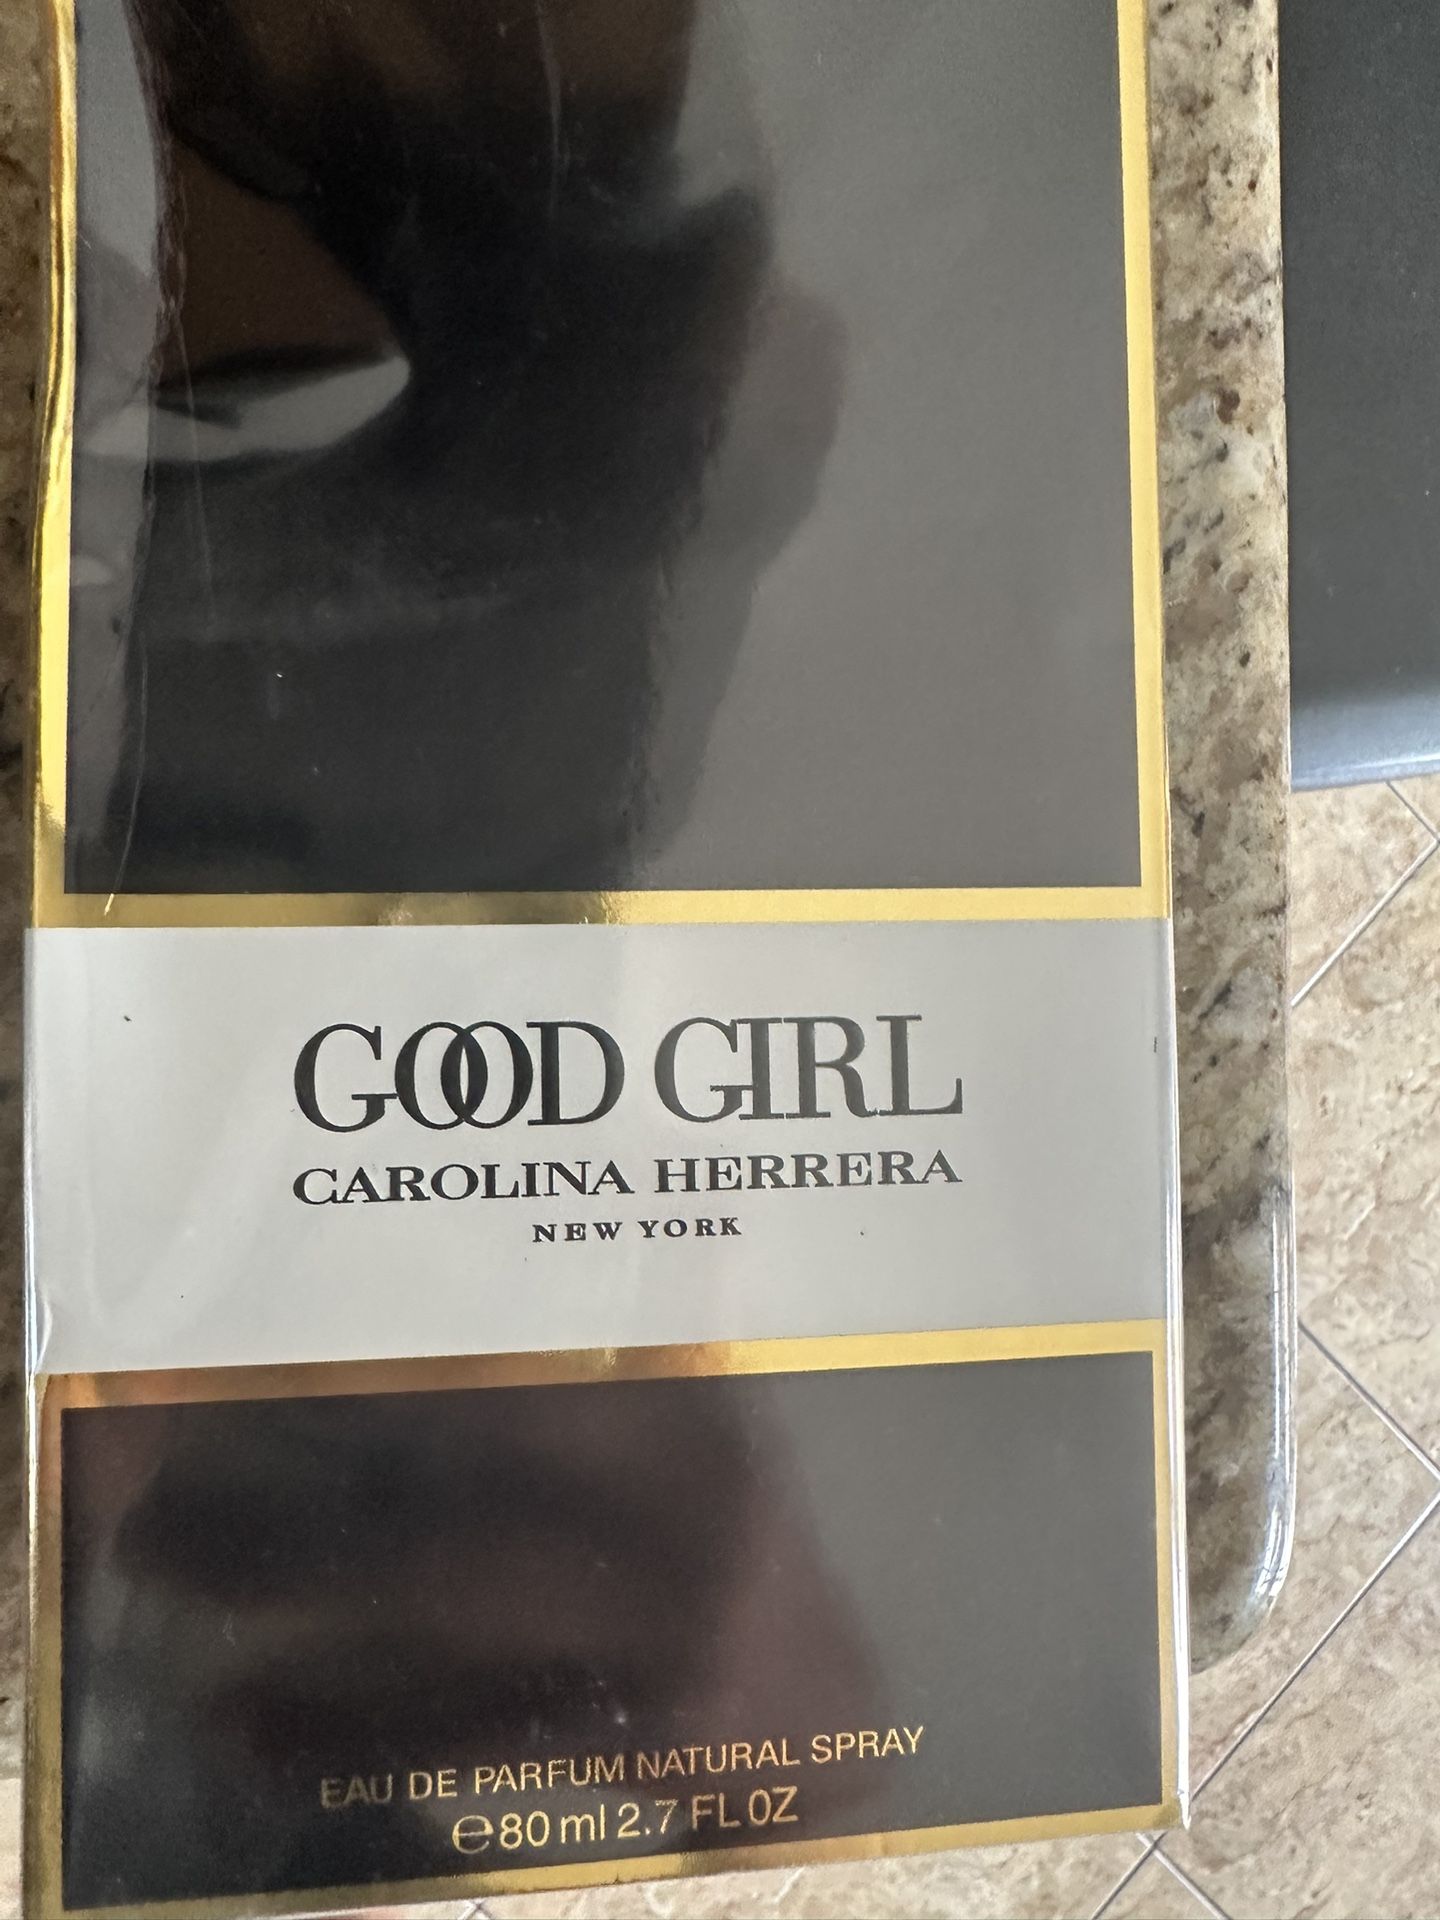 GOOD GIRL
CAROLINA HERRERA
NEW YORK
EAU DE PARFUM NATURAL SPRAY
℮80 ml 2.7 FL OZ